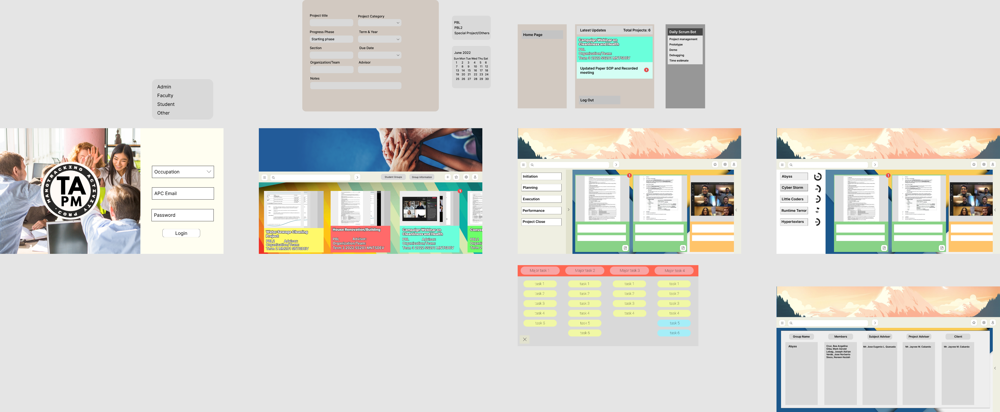 Project title
Project Category
Progress Phase
Term & Year
Starting phase
Section
Due Date
Organization/Team
Advisor
Notes
PBL
PBL2
Special Project/Others
June 2022
Sun Mon Tue Wed Thu Sat
1 2 3 4 5 6
7 8 9 10 11 12
13 14 15 16 17 18
19 20 21 22 23 24
25 26 27 28 29 30
Home Page
Latest Updates
Total Projects: 6
Campaign Webinar on
Cleanliness and Health
PBL
Organization/Team:
Term 3 2022 SS201 MNTSDEV
Updated Paper SOP and Recorded
meeting
1
Log Out
Daily Scrum Bot
Project management
Prototype
Demo
Debugging
Time estimate
Admin
Faculty
Student
Other
MANGTRACKING ACTIVITY PROJ.
TA
PM
Occupation
APC Email
Password
Login
Student Groups
Group Information
1
Water Sewage Cleaning
Project
PBL2 Advisor:
Organization/Team:
Term 2 MM201 SNTSDEV
House Renovation/Building
PBL Advisor:
Organization/Team:
Term 3 2022 SS201 MNTSDEV
Campaign Webinar on
Cleanliness and Health
PBL Advisor:
Organization/Team:
Term 3 2022 SS201 MNTSDEV
Conver
PBL2
Organiz
Term 2
Initiation
Planning
Execution
Performance
Project Close
1
Abyss
85
Cyber Storm
40
Little Coders
55
Runtime Terror
10
Hypertexters
50
1
Major task 1
Major task 2
Major task 3
Major task 4
task 1
task 1
task 1
task 1
task 2
task 2
task 2
task 2
task 3
task 3
task 3
task 3
task 4
task 4
task 4
task 4
task 5
task 5
task 5
task 6
task 6
Group Name
Members
Subject Adviser
Project Adviser
Client
Abyss
Cruz, Bea Angeline
Giba, Mark Gerald
Lebag, Joseph Adrian
Verde, Jose Norberto
Sioco, Noreen Keziah
Mr. Jose Eugenio L. Quesada
Mr. Jayvee M. Cabardo
Mr. Jayvee M. Cabardo